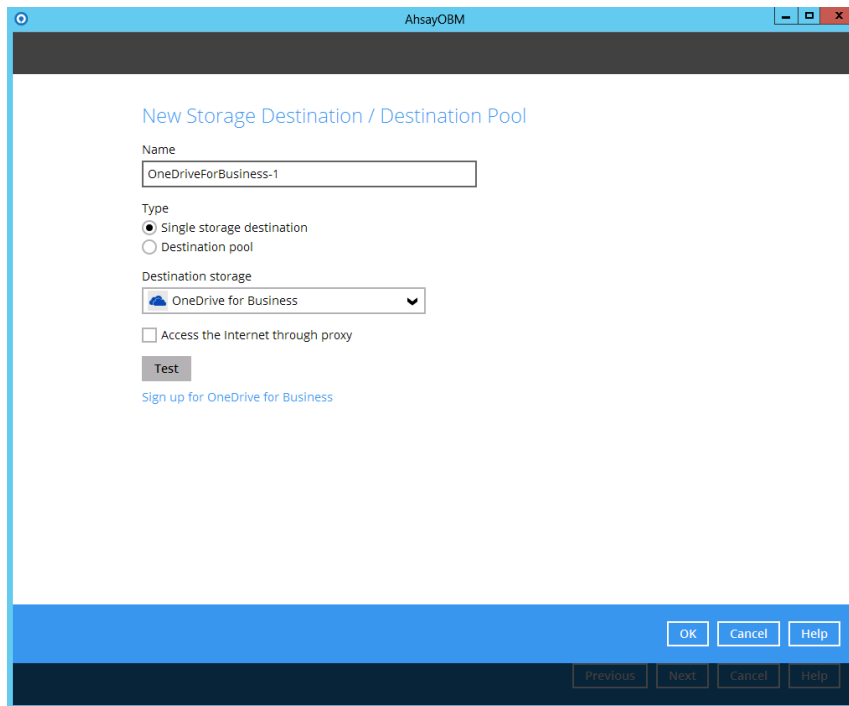 AhsayOBM
New Storage Destination / Destination Pool
Name
OneDriveForBusiness-1
Type
Single storage destination
Destination pool
Destination storage
OneDrive for Business
Access the Internet through proxy
Test
Sign up for OneDrive for Business
OK Cancel Help
Previous Next Cancel Help